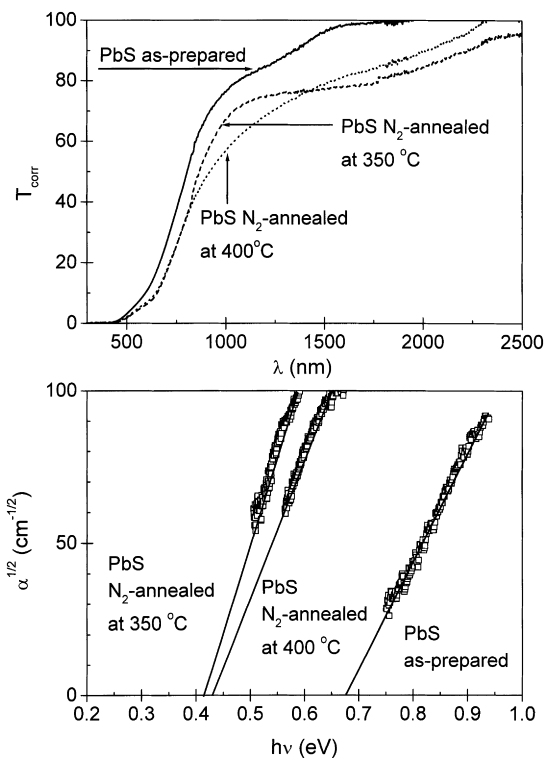 100
PbS as-prepared
80
PbS N2-annealed
at 350 °C
60
Tcorr
40
PbS N2-annealed
at 400°C
20
0
500 1000 1500 2000 2500
λ (nm)
100
α1/2 (cm-1/2)
50
PbS
N2-annealed
at 350 °C
PbS
N2-annealed
at 400 °C
PbS
as-prepared
0
0.2 0.3 0.4 0.5 0.6 0.7 0.8 0.9 1.0
hν (eV)